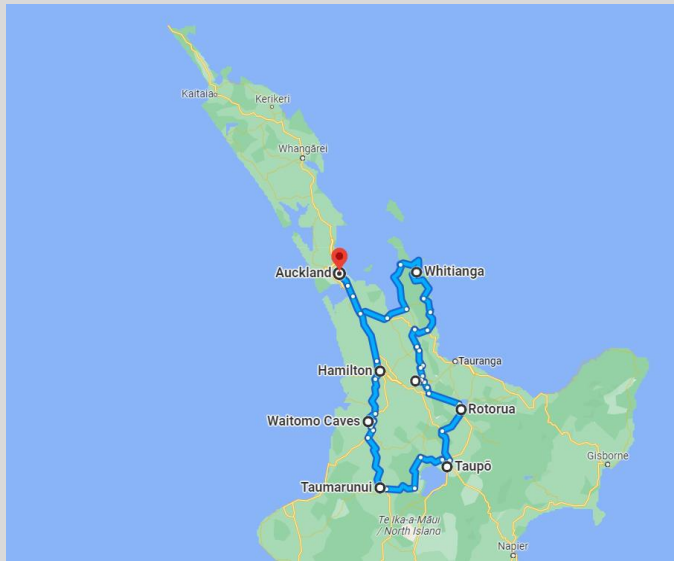 Kaitaia
Kerikeri
Whangārei
Auckland
Whitianga
Tauranga
Hamilton
Rotorua
Waitomo Caves
Gisborne
Taupō
Taumarunui
Te Ika-a-Māui
/ North Island
Napier